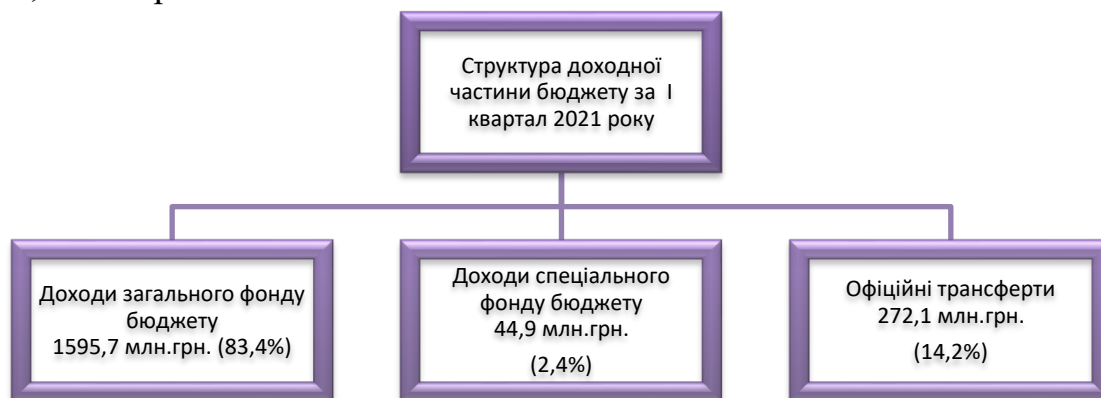 Структура доходної
частини бюджету за І
квартал 2021 року
Доходи загального фонду
бюджету
1595,7 млн.грн. (83,4%)
Доходи спеціального
фонду бюджету
44,9 млн.грн.
(2,4%)
Офіційні трансферти
272,1 млн.грн.
(14,2%)